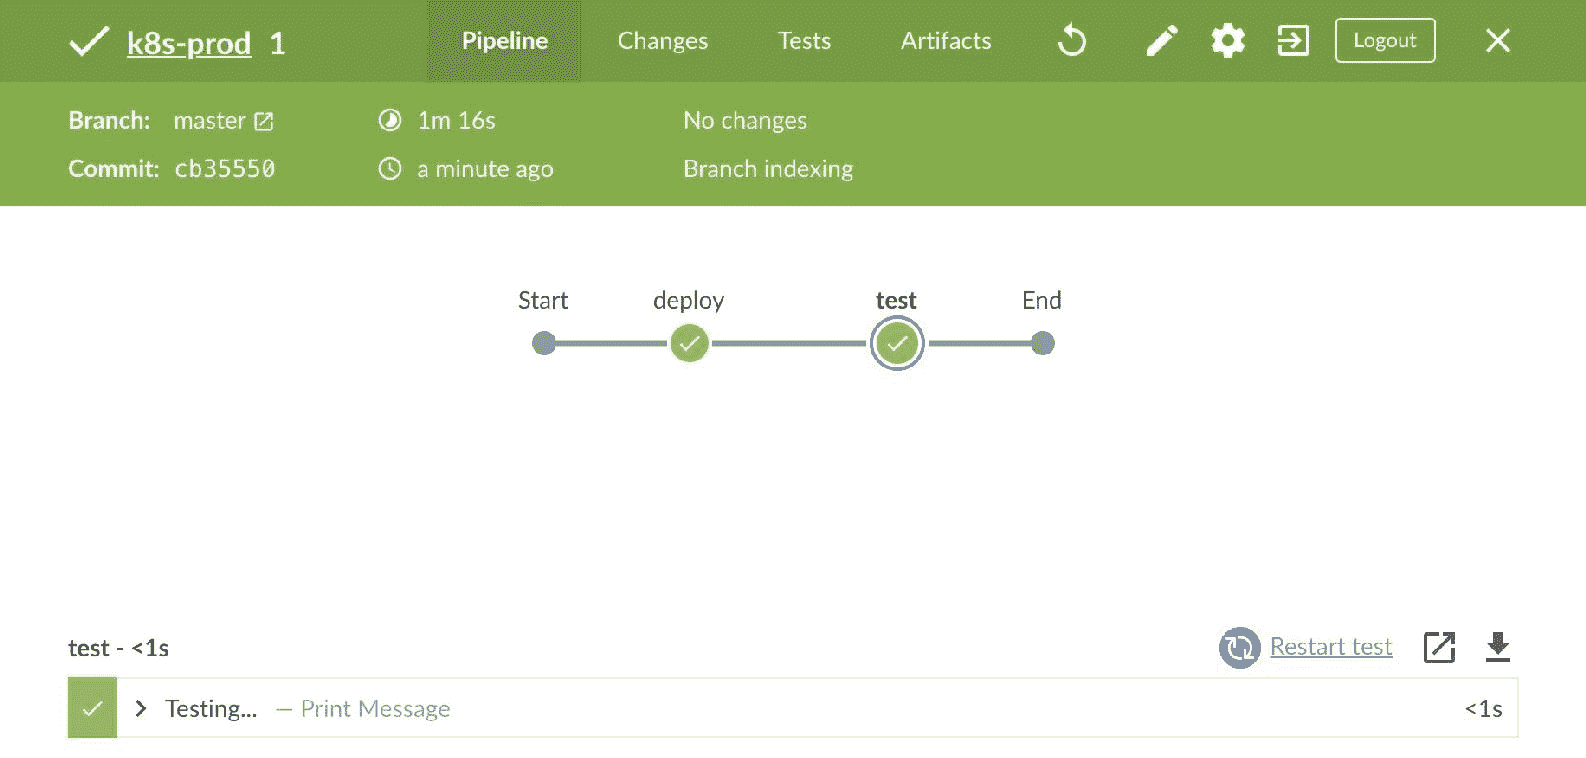 k8s-prod 1 Pipeline Changes Tests Artifacts Logout
Branch: master 1m 16s No changes
Commit: cb35550 a minute ago Branch indexing
Start deploy test End
test - <1s Restart test
Testing... — Print Message <1s